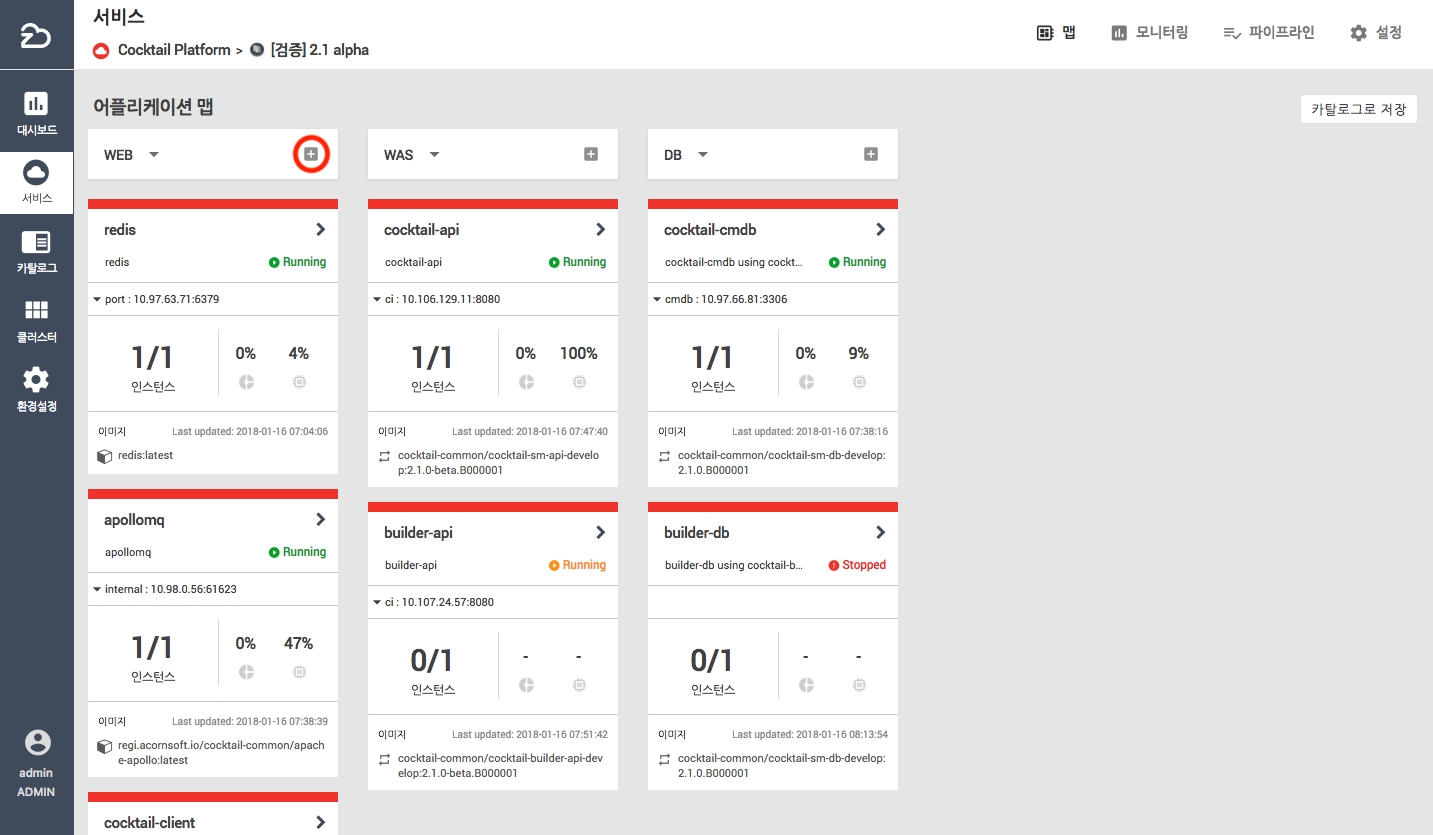 서비스
Cocktail Platform > [검증] 2.1 alpha
맵
모니터링
파이프라인
설정
대시보드
서비스
카탈로그
클러스터
환경설정
admin
ADMIN
어플리케이션 맵
카탈로그로 저장
WEB
redis
redis
Running
port : 10.97.63.71:6379
1/1
인스턴스
0%
4%
이미지
Last updated: 2018-01-16 07:04:06
redis:latest
apollomq
apollomq
Running
internal : 10.98.0.56:61623
1/1
인스턴스
0%
47%
이미지
Last updated: 2018-01-16 07:38:39
regi.acornsoft.io/cocktail-common/apach
e-apollo:latest
cocktail-client
WAS
cocktail-api
cocktail-api
Running
ci : 10.106.129.11:8080
1/1
인스턴스
0%
100%
이미지
Last updated: 2018-01-16 07:47:40
cocktail-common/cocktail-sm-api-develo
p:2.1.0-beta.B000001
builder-api
builder-api
Running
ci : 10.107.24.57:8080
0/1
인스턴스
-
-
이미지
Last updated: 2018-01-16 07:51:42
cocktail-common/cocktail-builder-api-dev
elop:2.1.0-beta.B000001
DB
cocktail-cmdb
cocktail-cmdb using cockt...
Running
cmdb : 10.97.66.81:3306
1/1
인스턴스
0%
9%
이미지
Last updated: 2018-01-16 07:38:16
cocktail-common/cocktail-sm-db-develop:
2.1.0.B000001
builder-db
builder-db using cocktail-b...
Stopped
0/1
인스턴스
-
-
이미지
Last updated: 2018-01-16 08:13:54
cocktail-common/cocktail-sm-db-develop:
2.1.0.B000001